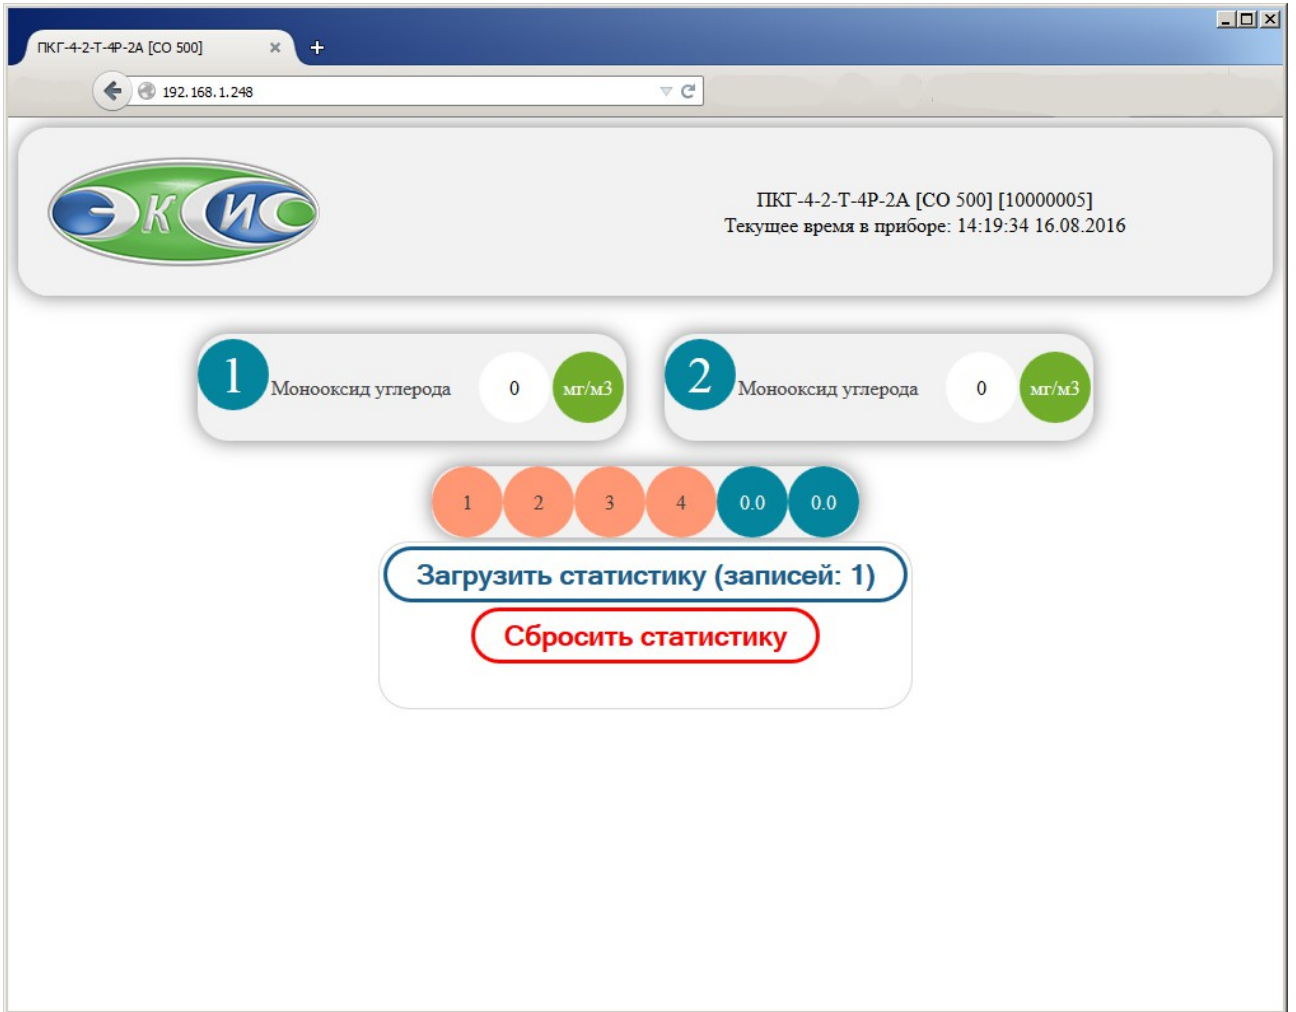 ПКГ-4-2-Т-4Р-2А [CO 500]
192.168.1.248
ЭКСИС
ПКГ-4-2-Т-4Р-2А [CO 500] [10000005]
Текущее время в приборе: 14:19:34 16.08.2016
1 Монооксид углерода 0 мг/м3
2 Монооксид углерода 0 мг/м3
1 2 3 4 0.0 0.0
Загрузить статистику (записей: 1)
Сбросить статистику